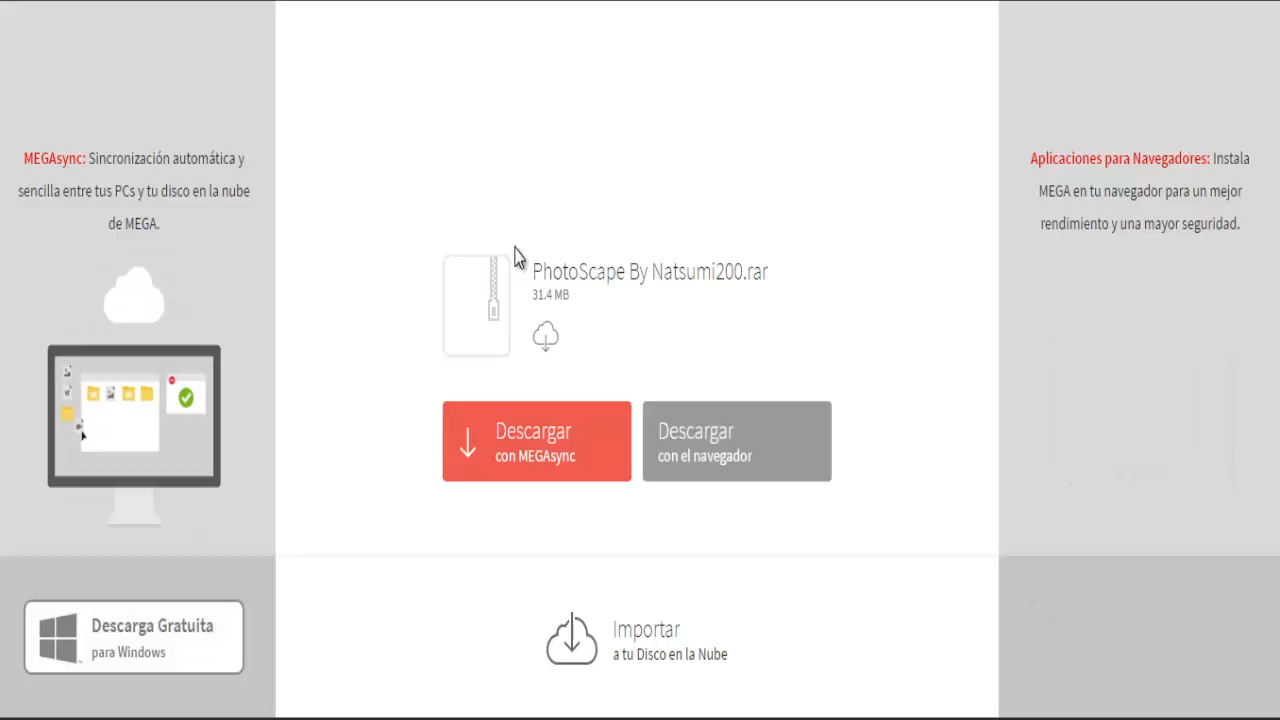 MEGAsync: Sincronización automática y
sencilla entre tus PCs y tu disco en la nube
de MEGA.
Descarga Gratuita
para Windows
PhotoScape By Natsumi200.rar
31.4 MB
Descargar
con MEGAsync
Descargar
con el navegador
Importar
a tu Disco en la Nube
Aplicaciones para Navegadores: Instala
MEGA en tu navegador para un mejor
rendimiento y una mayor seguridad.